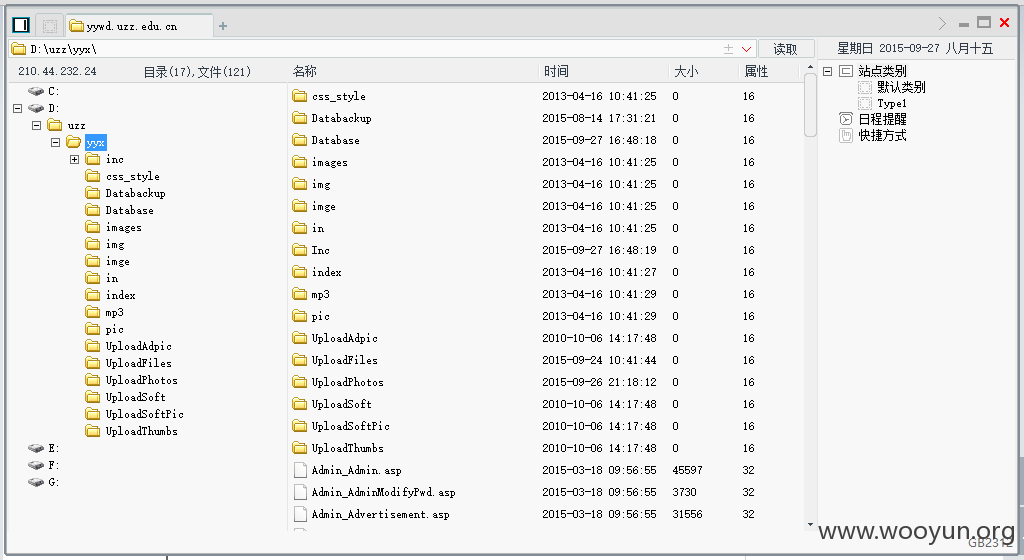 yywd.uzz.edu.cn
D:\uzz\yyx\
读取
星期日 2015-09-27 八月十五
210.44.232.24 目录(17),文件(121)
名称 时间 大小 属性
C:
D:
uzz
yyx
inc
css_style
Databackup
Database
images
img
imge
in
index
mp3
pic
UploadAdpic
UploadFiles
UploadPhotos
UploadSoft
UploadSoftPic
UploadThumbs
E:
F:
G:
css_style 2013-04-16 10:41:25 0 16
Databackup 2015-08-14 17:31:21 0 16
Database 2015-09-27 16:48:18 0 16
images 2013-04-16 10:41:25 0 16
img 2013-04-16 10:41:25 0 16
imge 2013-04-16 10:41:25 0 16
in 2013-04-16 10:41:25 0 16
Inc 2015-09-27 16:48:19 0 16
index 2013-04-16 10:41:27 0 16
mp3 2013-04-16 10:41:29 0 16
pic 2013-04-16 10:41:29 0 16
UploadAdpic 2010-10-06 14:17:48 0 16
UploadFiles 2015-09-24 10:41:44 0 16
UploadPhotos 2015-09-26 21:18:12 0 16
UploadSoft 2010-10-06 14:17:48 0 16
UploadSoftPic 2010-10-06 14:17:48 0 16
UploadThumbs 2010-10-06 14:17:48 0 16
Admin_Admin.asp 2015-03-18 09:56:55 45597 32
Admin_AdminModifyPwd.asp 2015-03-18 09:56:55 3730 32
Admin_Advertisement.asp 2015-03-18 09:56:55 31556 32
站点类别
默认类别
Type1
日程提醒
快捷方式
www.wooyun.org
GB2312